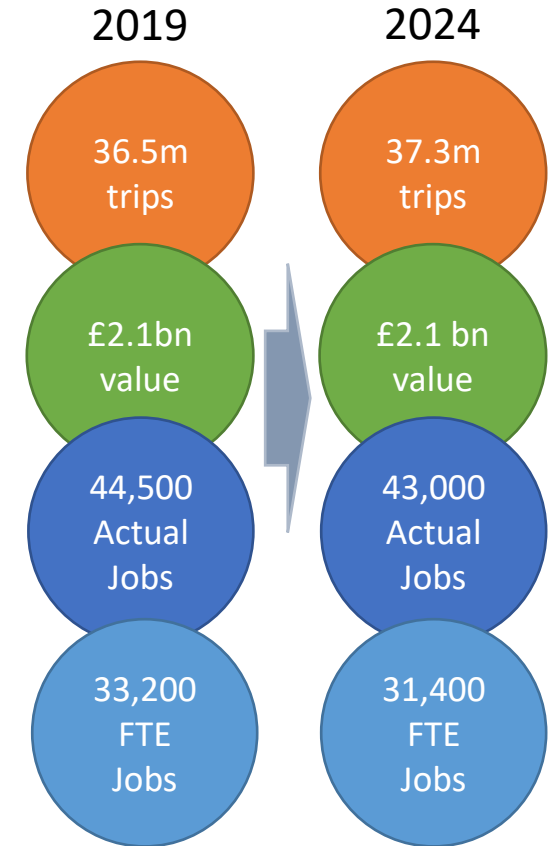 2019
36.5m
trips
£2.1bn
value
44,500
Actual
Jobs
33,200
FTE
Jobs
2024
37.3m
trips
£2.1 bn
value
43,000
Actual
Jobs
31,400
FTE
Jobs